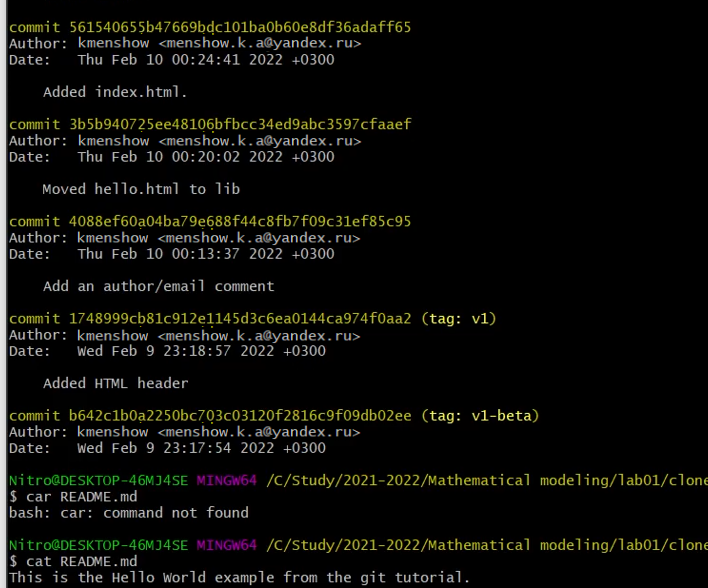 commit 561540655b47669bdc101ba0b60e8df36adaff65
Author: kmenshow <menshow.k.a@yandex.ru>
Date:   Thu Feb 10 00:24:41 2022 +0300
Added index.html.
commit 3b5b940725ee48106bfbcc34ed9abc3597cfaaef
Author: kmenshow <menshow.k.a@yandex.ru>
Date:   Thu Feb 10 00:20:02 2022 +0300
Moved hello.html to lib
commit 4088ef60a04ba79e688f44c8fb7f09c31ef85c95
Author: kmenshow <menshow.k.a@yandex.ru>
Date:   Thu Feb 10 00:13:37 2022 +0300
Add an author/email comment
commit 1748999cb81c912e1145d3c6ea0144ca974f0aa2 (tag: v1)
Author: kmenshow <menshow.k.a@yandex.ru>
Date:   Wed Feb 9 23:18:57 2022 +0300
Added HTML header
commit b642c1b0a2250bc703c03120f2816c9f09db02ee (tag: v1-beta)
Author: kmenshow <menshow.k.a@yandex.ru>
Date:   Wed Feb 9 23:17:54 2022 +0300
Nitro@DESKTOP-46MJ4SE MINGW64 /C/Study/2021-2022/Mathematical modeling/lab01/clone
$ car README.md
bash: car: command not found
Nitro@DESKTOP-46MJ4SE MINGW64 /C/Study/2021-2022/Mathematical modeling/lab01/clone
$ cat README.md
This is the Hello World example from the git tutorial.